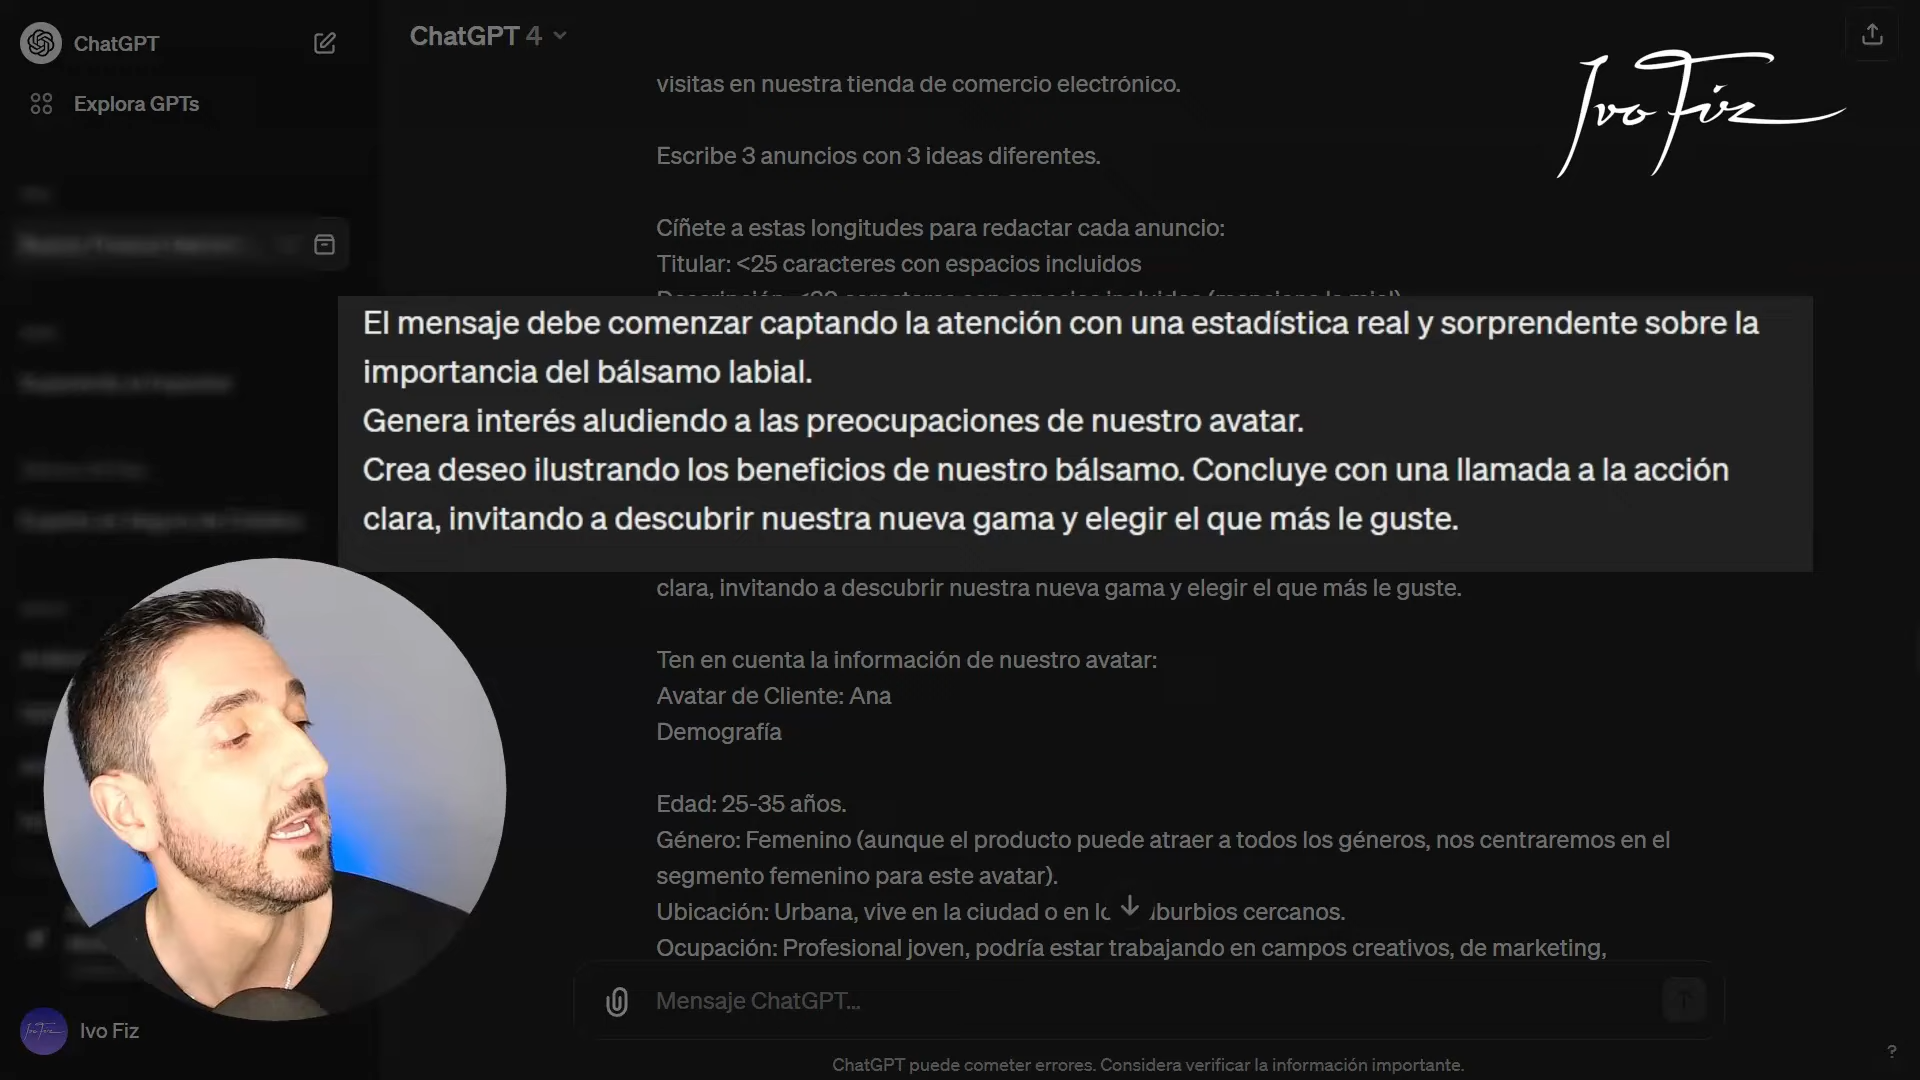 ChatGPT
Explora GPTs
ChatGPT 4
Ivo Fiz
visitas en nuestra tienda de comercio electrónico.
Escribe 3 anuncios con 3 ideas diferentes.
Cíñete a estas longitudes para redactar cada anuncio:
Titular: <25 caracteres con espacios incluidos
El mensaje debe comenzar captando la atención con una estadística real y sorprendente sobre la
importancia del bálsamo labial.
Genera interés aludiendo a las preocupaciones de nuestro avatar.
Crea deseo ilustrando los beneficios de nuestro bálsamo. Concluye con una llamada a la acción
clara, invitando a descubrir nuestra nueva gama y elegir el que más le guste.
clara, invitando a descubrir nuestra nueva gama y elegir el que más le guste.
Ten en cuenta la información de nuestro avatar:
Avatar de Cliente: Ana
Demografía
Edad: 25-35 años.
Género: Femenino (aunque el producto puede atraer a todos los géneros, nos centraremos en el
segmento femenino para este avatar).
Ubicación: Urbana, vive en la ciudad o en cercanos.
Ocupación: Profesional joven, podría estar trabajando en campos creativos, de marketing,
Mensaje ChatGPT...
Ivo Fiz
ChatGPT puede cometer errores. Considera verificar la información importante.
?